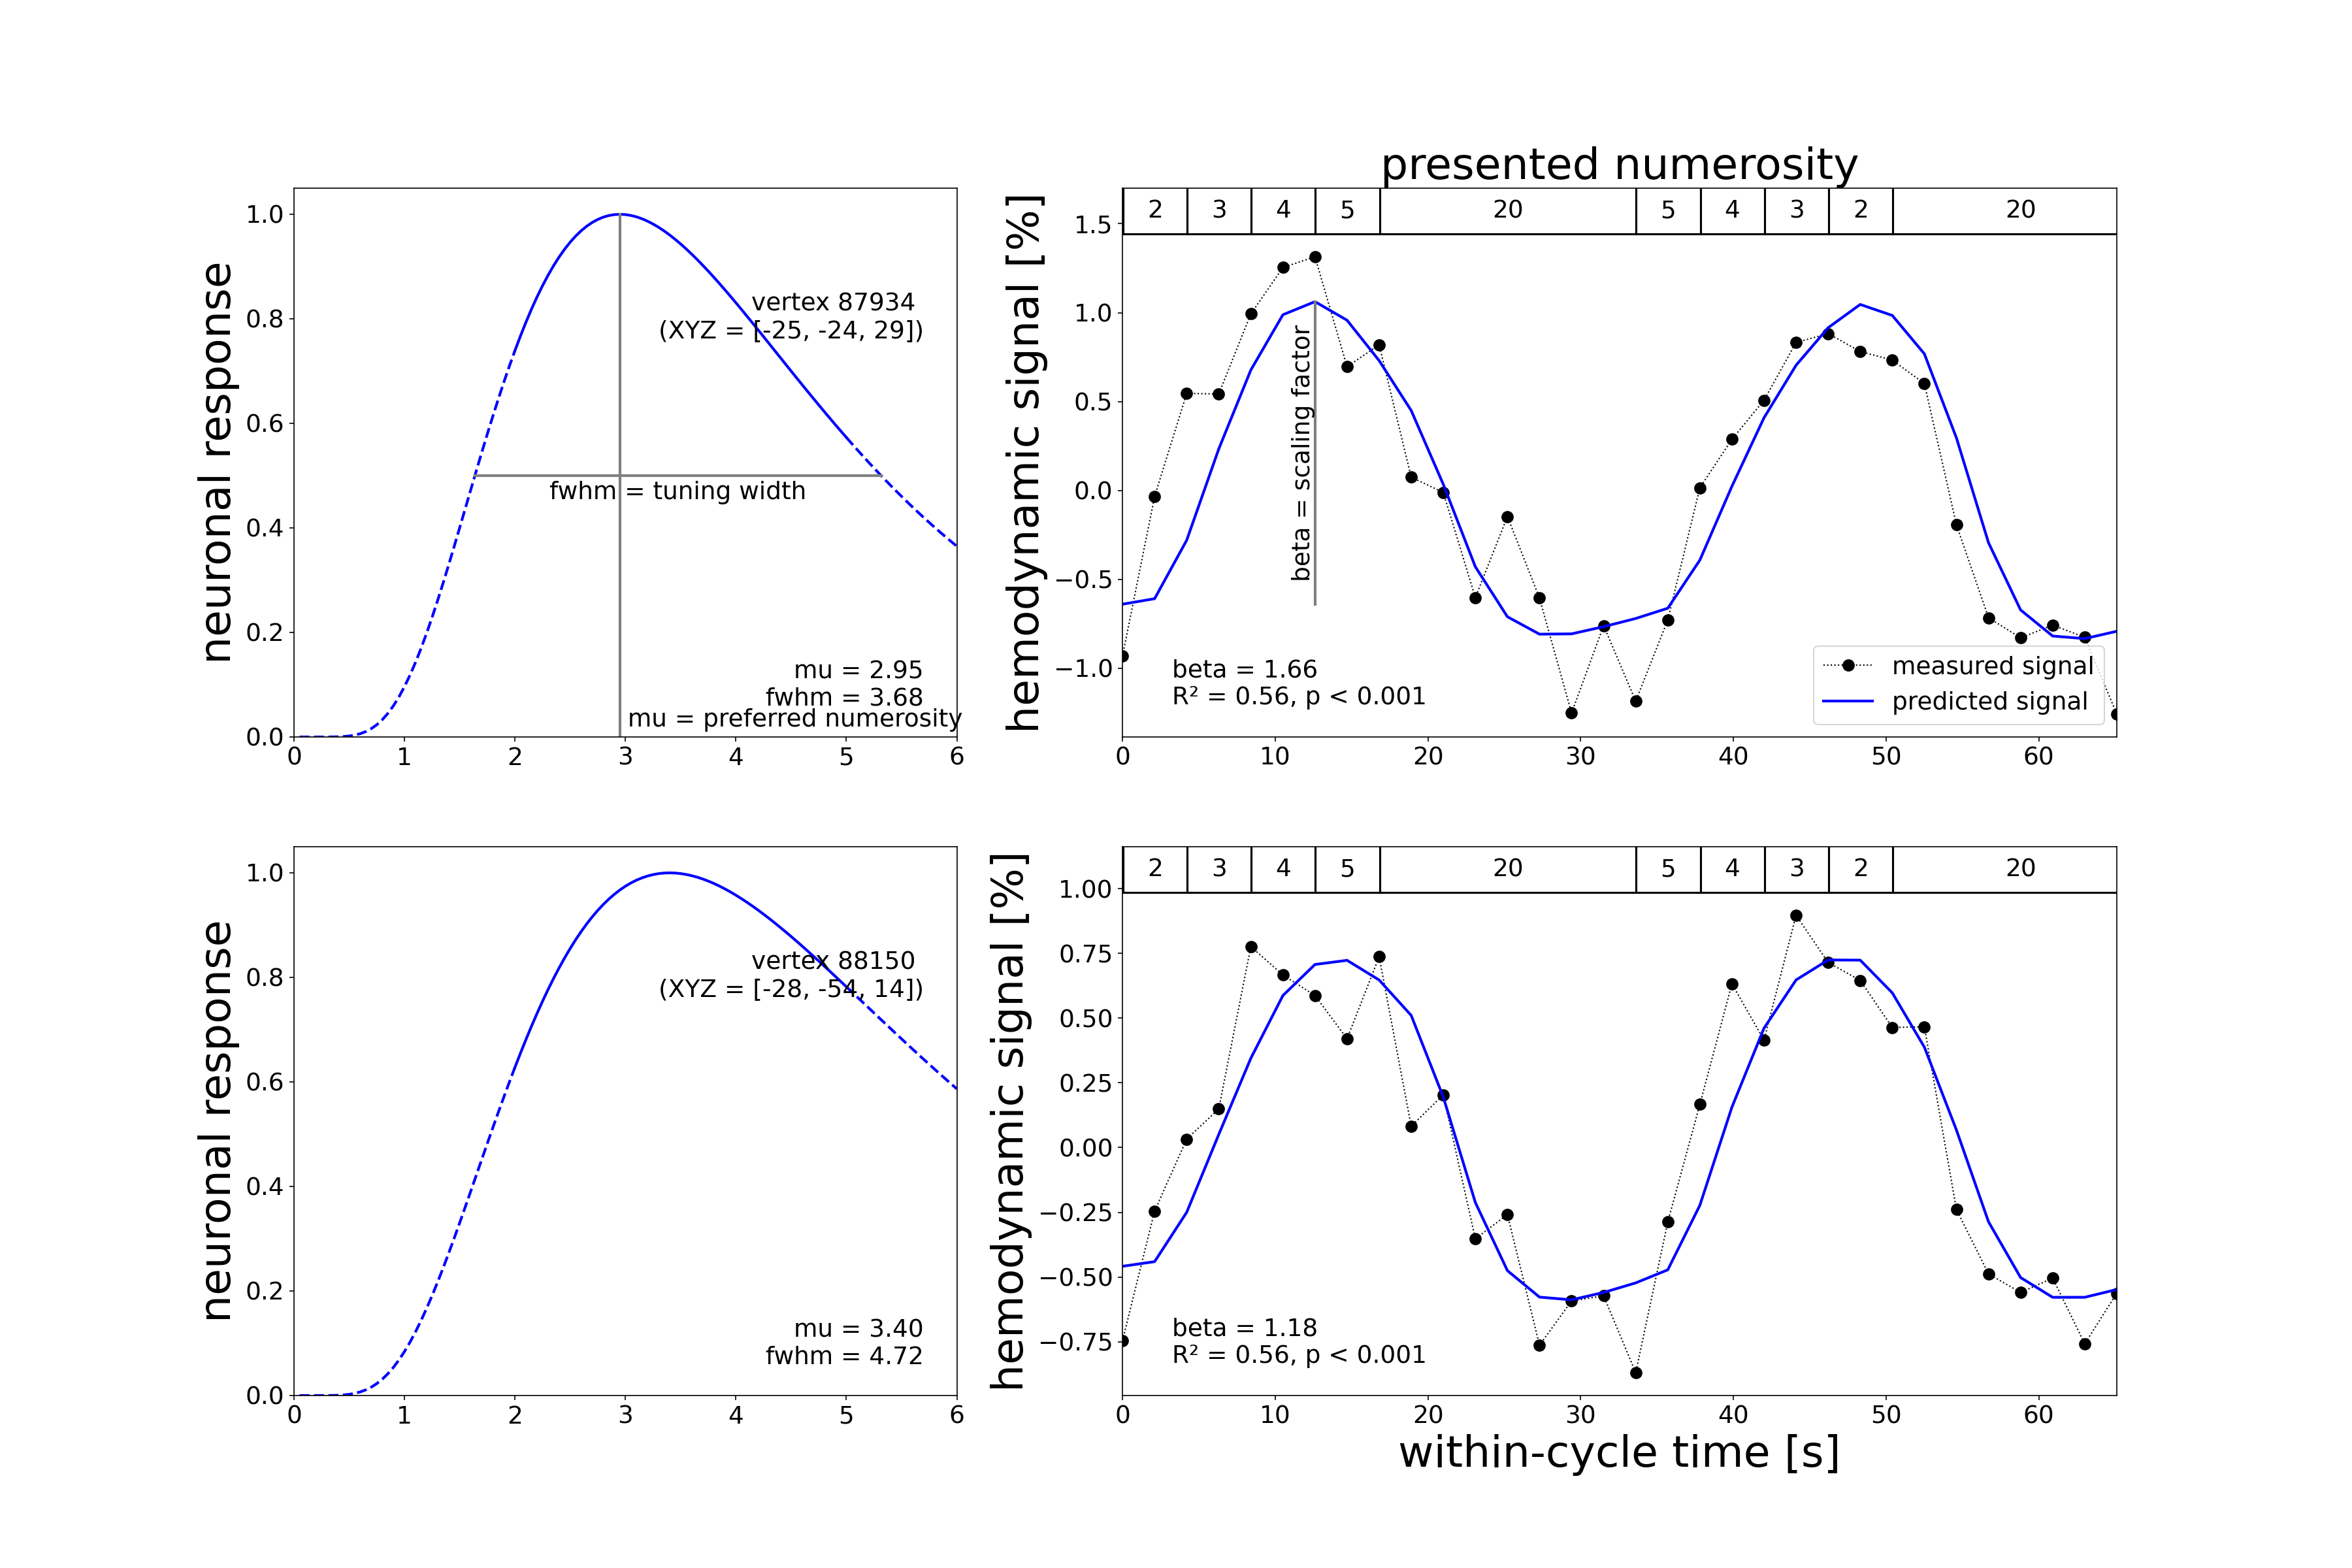 presented numerosity
neuronal response
1.0
0.8
0.6
0.4
0.2
0.0
0 1 2 3 4 5 6
vertex 87934
(XYZ = [-25, -24, 29])
fwhm = tuning width
mu = 2.95
fwhm = 3.68
mu = preferred numerosity
hemodynamic signal [%]
1.5
1.0
0.5
0.0
−0.5
−1.0
2 3 4 5 20 5 4 3 2 20
beta = scaling factor
beta = 1.66
R² = 0.56, p < 0.001
measured signal
predicted signal
0 10 20 30 40 50 60
neuronal response
1.0
0.8
0.6
0.4
0.2
0.0
0 1 2 3 4 5 6
vertex 88150
(XYZ = [-28, -54, 14])
mu = 3.40
fwhm = 4.72
hemodynamic signal [%]
1.00
0.75
0.50
0.25
0.00
−0.25
−0.50
−0.75
2 3 4 5 20 5 4 3 2 20
beta = 1.18
R² = 0.56, p < 0.001
0 10 20 30 40 50 60
within-cycle time [s]